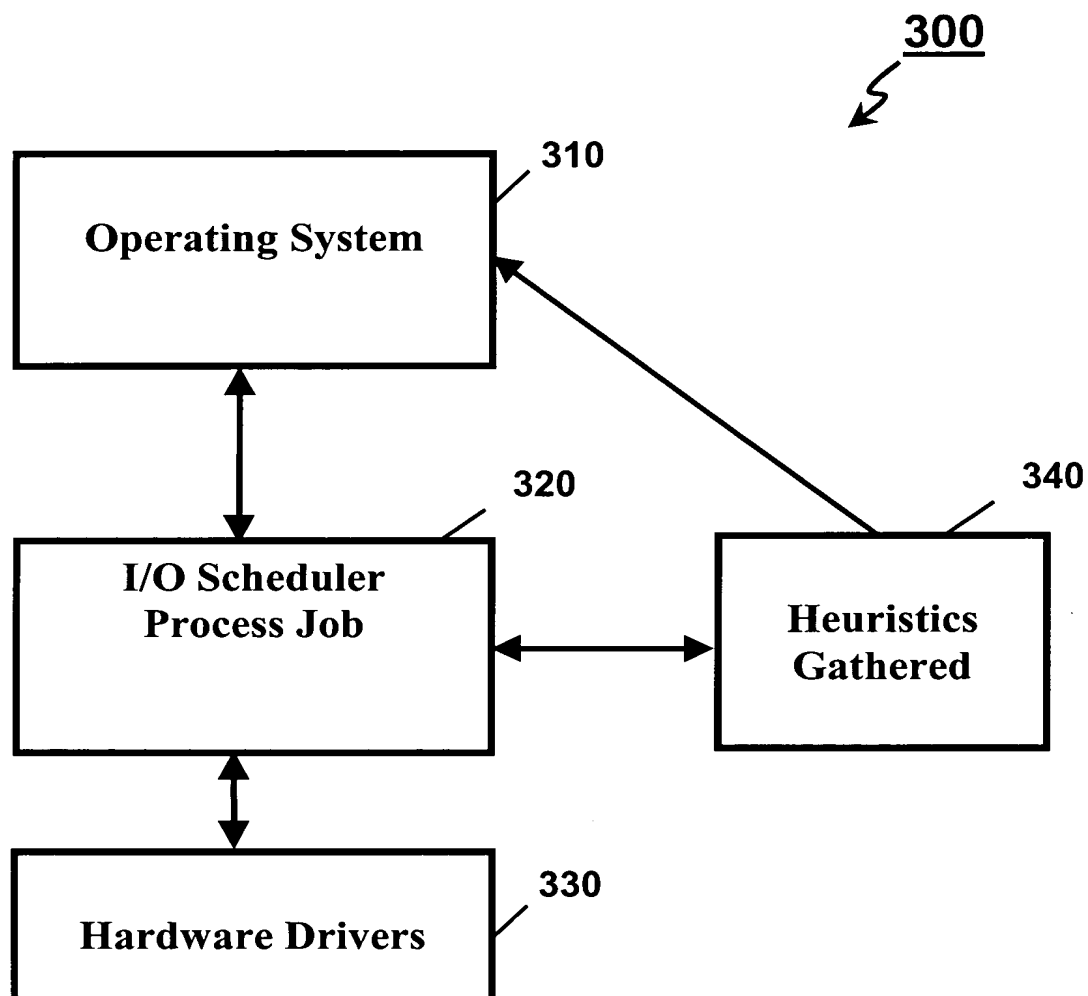 300
310
Operating System
320
340
I/O Scheduler
Process Job
Heuristics
Gathered
330
Hardware Drivers